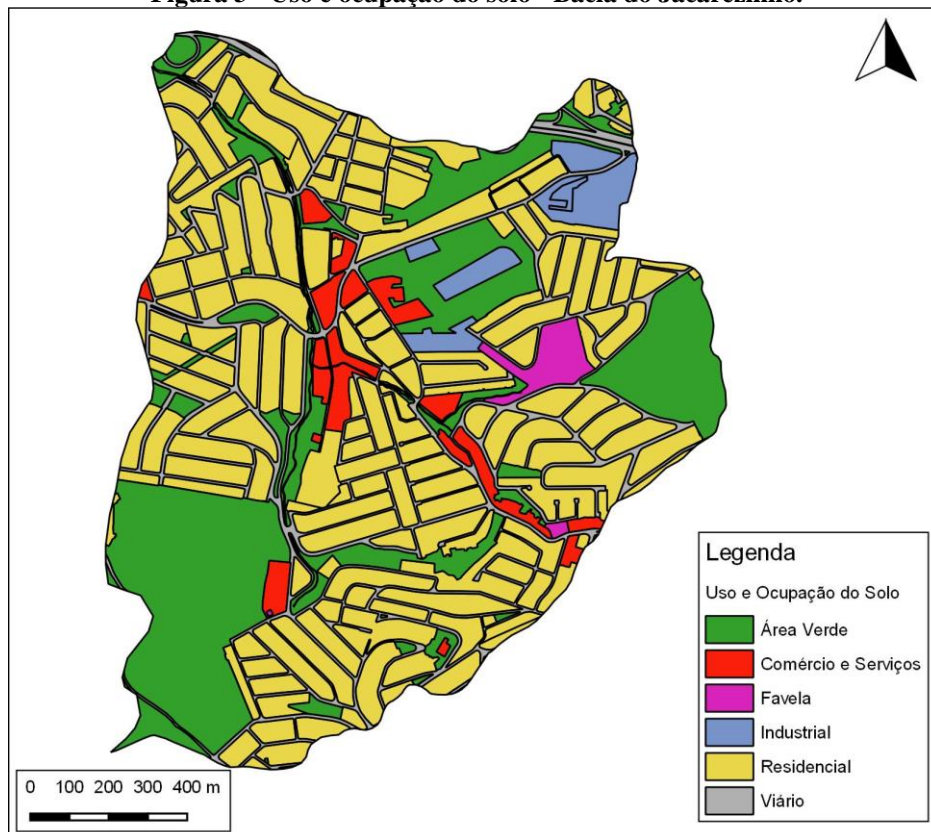 Figura 3 - Uso e ocupação do solo - Bacia do Jacarezinho.
Legenda
Uso e Ocupação do Solo
Área Verde
Comércio e Serviços
Favela
Industrial
Residencial
Viário
0 100 200 300 400 m